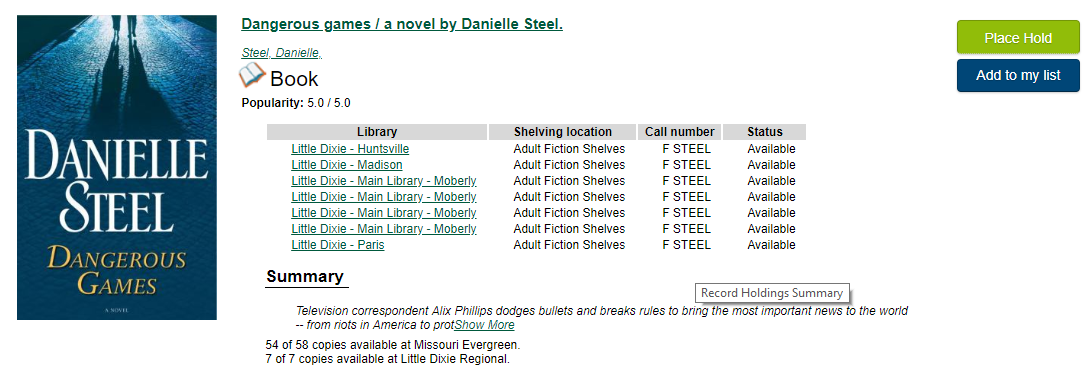 DANIELLE
STEEL
DANGEROUS
GAMES
A NOVEL
Dangerous games / a novel by Danielle Steel.
Steel, Danielle,
Book
Popularity: 5.0 / 5.0
Place Hold
Add to my list
Library Shelving location Call number Status
Little Dixie - Huntsville Adult Fiction Shelves F STEEL Available
Little Dixie - Madison Adult Fiction Shelves F STEEL Available
Little Dixie - Main Library - Moberly Adult Fiction Shelves F STEEL Available
Little Dixie - Main Library - Moberly Adult Fiction Shelves F STEEL Available
Little Dixie - Main Library - Moberly Adult Fiction Shelves F STEEL Available
Little Dixie - Main Library - Moberly Adult Fiction Shelves F STEEL Available
Little Dixie - Paris Adult Fiction Shelves F STEEL Available
Summary
Record Holdings Summary
Television correspondent Alix Phillips dodges bullets and breaks rules to bring the most important news to the world
-- from riots in America to protShow More
54 of 58 copies available at Missouri Evergreen.
7 of 7 copies available at Little Dixie Regional.